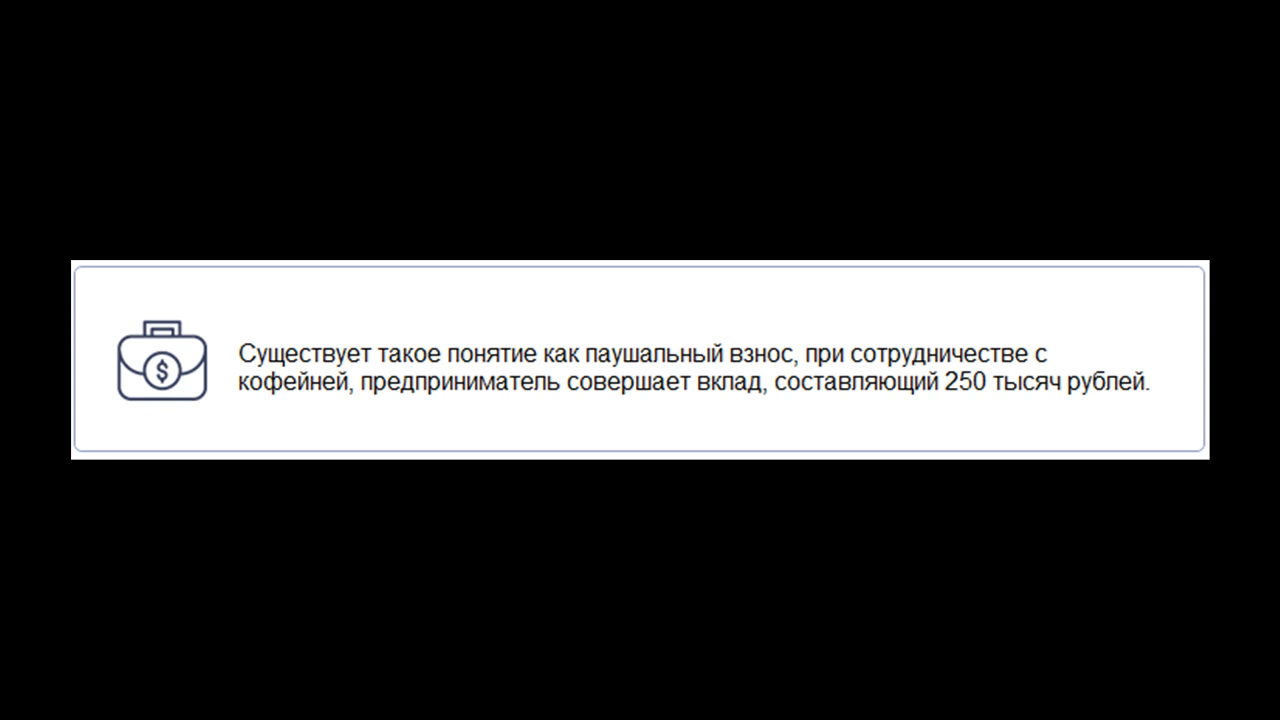 Существует такое понятие как паушальный взнос, при сотрудничестве с
кофейней, предприниматель совершает вклад, составляющий 250 тысяч рублей.